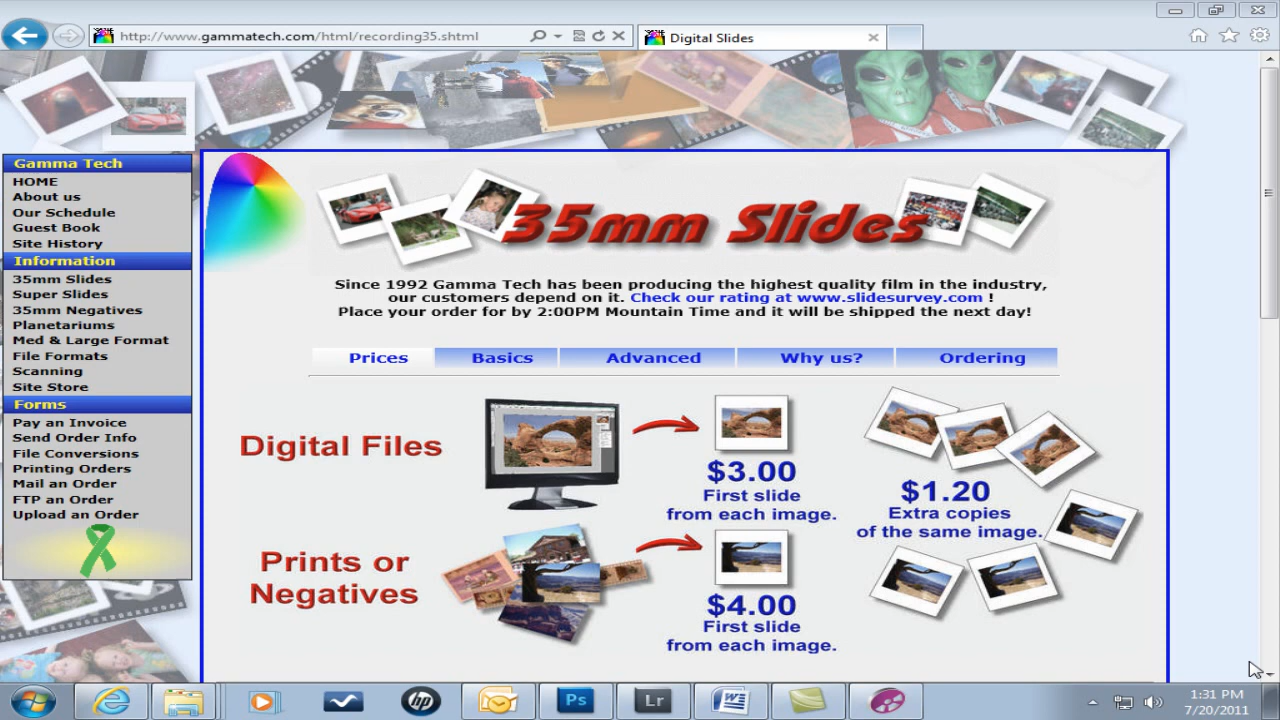 http://www.gammatech.com/html/recording35.shtml
Digital Slides
Gamma Tech
HOME
About us
Our Schedule
Guest Book
Site History
Information
35mm Slides
Super Slides
35mm Negatives
Planetariums
Med & Large Format
File Formats
Scanning
Site Store
Forms
Pay an Invoice
Send Order Info
File Conversions
Printing Orders
Mail an Order
FTP an Order
Upload an Order
35mm Slides
Since 1992 Gamma Tech has been producing the highest quality film in the industry,
our customers depend on it. Check our rating at www.slidesurvey.com !
Place your order for by 2:00PM Mountain Time and it will be shipped the next day!
Prices
Basics
Advanced
Why us?
Ordering
Digital Files
$3.00
First slide
from each image.
$1.20
Extra copies
of the same image.
Prints or
Negatives
$4.00
First slide
from each image.
hp
Ps
Lr
W
1:31 PM
7/20/2011